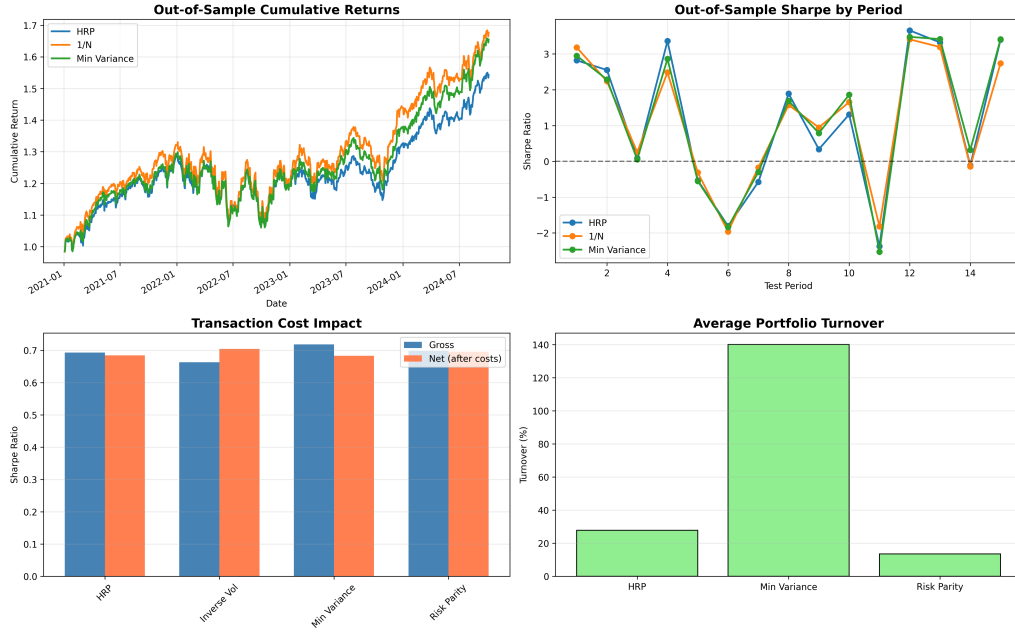 Out-of-Sample Cumulative Returns
HRP
1/N
Min Variance
Cumulative Return
1.7
1.6
1.5
1.4
1.3
1.2
1.1
1.0
2021-01
2021-07
2022-01
2022-07
2023-01
2023-07
2024-01
2024-07
Date
Out-of-Sample Sharpe by Period
Sharpe Ratio
3
2
1
0
−1
−2
HRP
1/N
Min Variance
2
4
6
8
10
12
14
Test Period
Transaction Cost Impact
Gross
Net (after costs)
Sharpe Ratio
0.7
0.6
0.5
0.4
0.3
0.2
0.1
0.0
HRP
Inverse Vol
Min Variance
Risk Parity
Average Portfolio Turnover
Turnover (%)
140
120
100
80
60
40
20
0
HRP
Min Variance
Risk Parity